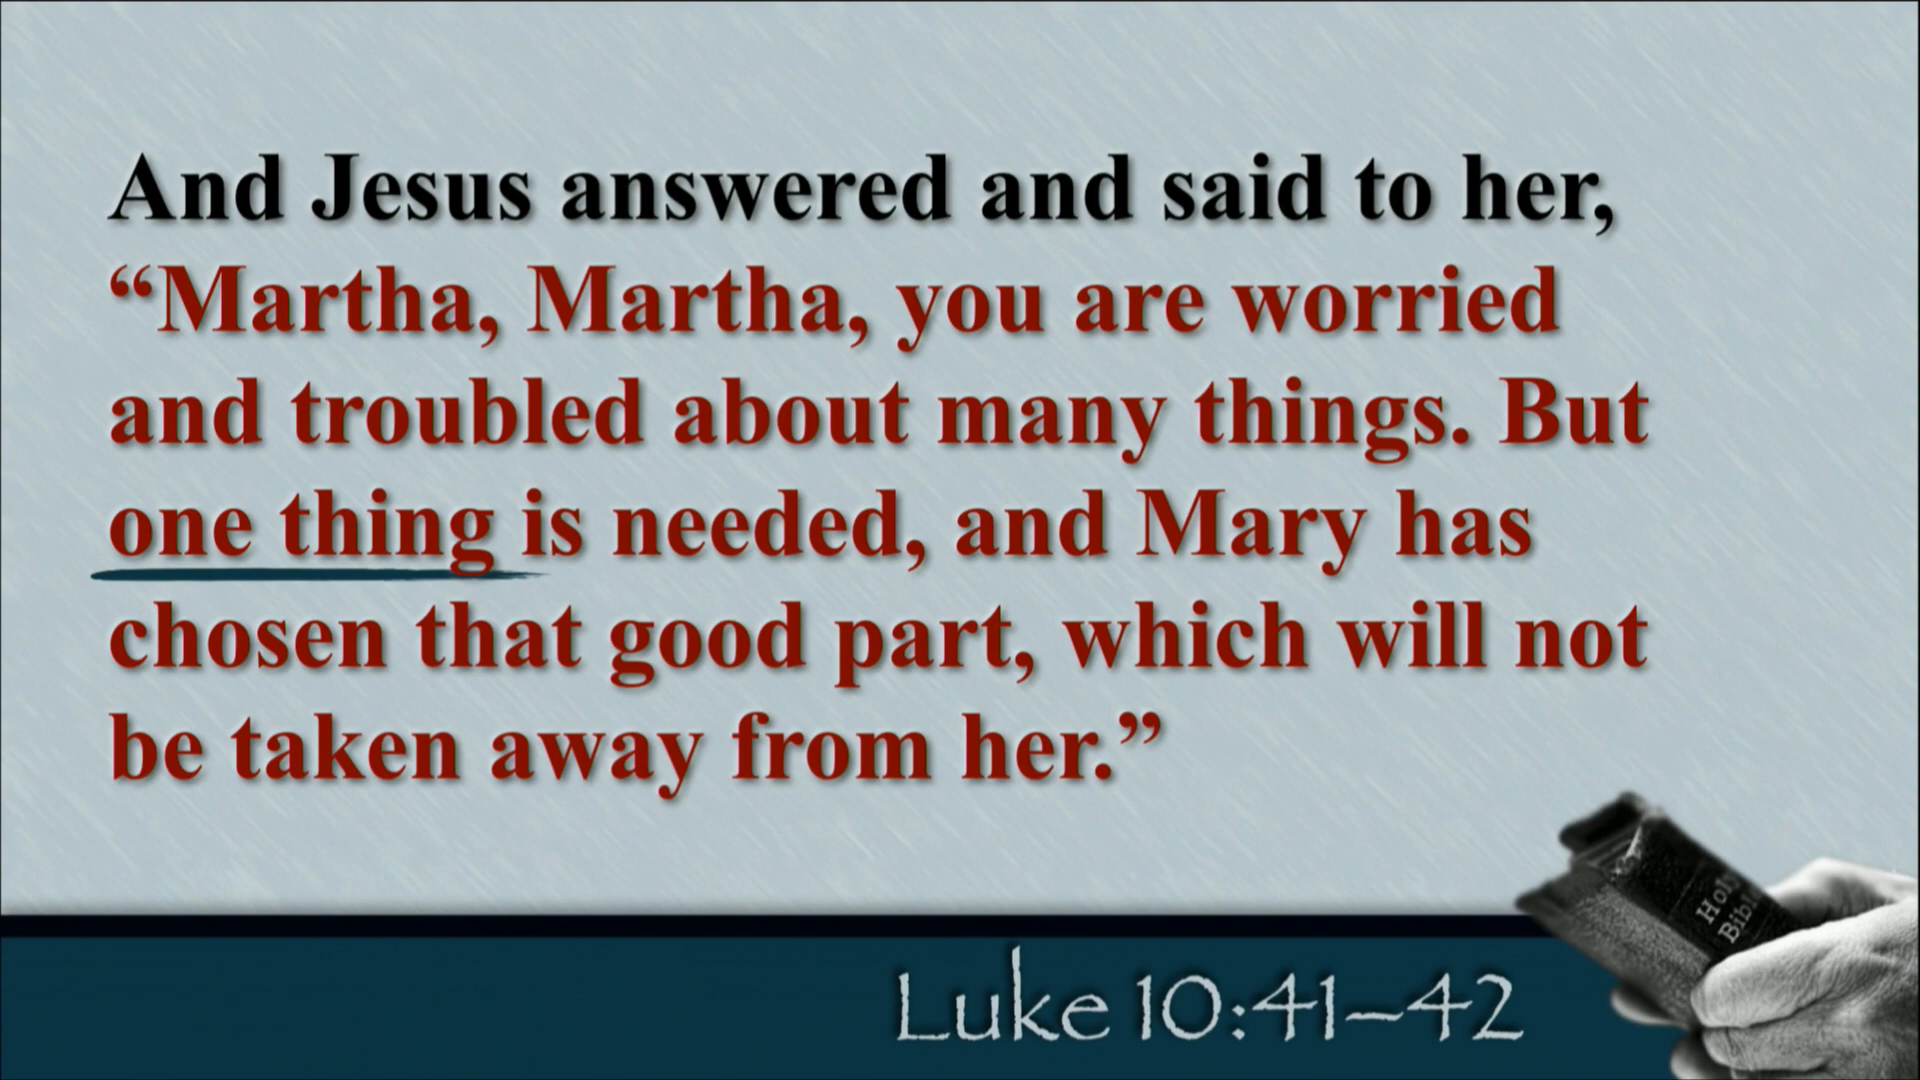 And Jesus answered and said to her,
“Martha, Martha, you are worried
and troubled about many things. But
one thing is needed, and Mary has
chosen that good part, which will not
be taken away from her.”
Holy
Bible
Luke 10:41–42